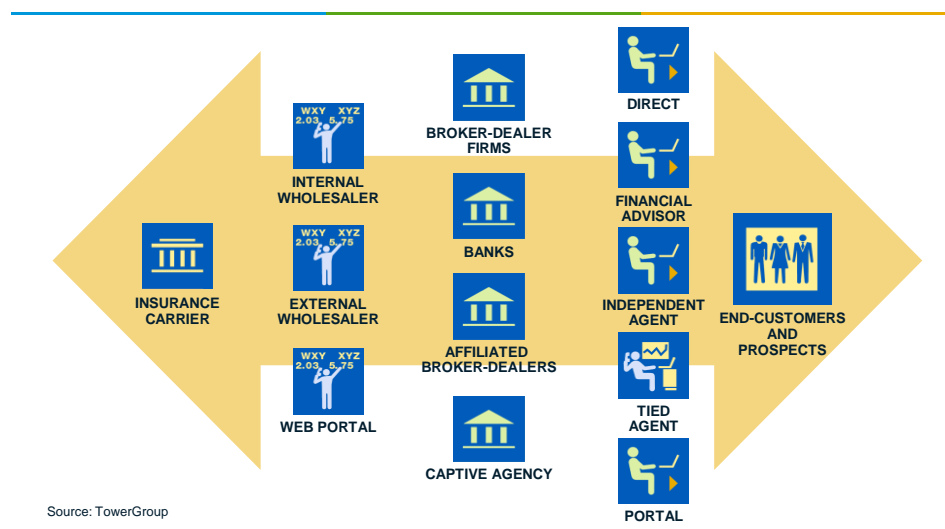 INSURANCE
CARRIER
WXY XYZ
2.03 5.75
INTERNAL
WHOLESALER
WXY XYZ
2.03 5.75
EXTERNAL
WHOLESALER
WXY XYZ
2.03 5.75
WEB PORTAL
BROKER-DEALER
FIRMS
BANKS
AFFILIATED
BROKER-DEALERS
CAPTIVE AGENCY
DIRECT
FINANCIAL
ADVISOR
INDEPENDENT
AGENT
TIED
AGENT
PORTAL
END-CUSTOMERS
AND
PROSPECTS
Source: TowerGroup